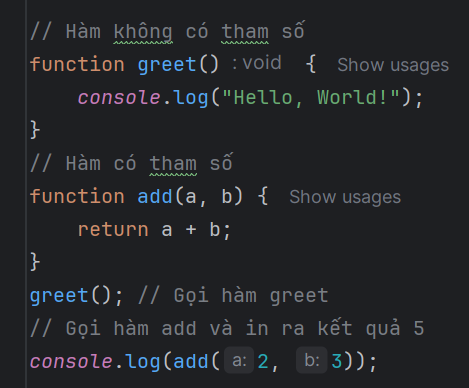 // Hàm không có tham số
function greet() : void { Show usages
console.log("Hello, World!");
}
// Hàm có tham số
function add(a, b) { Show usages
return a + b;
}
greet(); // Gọi hàm greet
// Gọi hàm add và in ra kết quả 5
console.log(add( a: 2, b: 3));